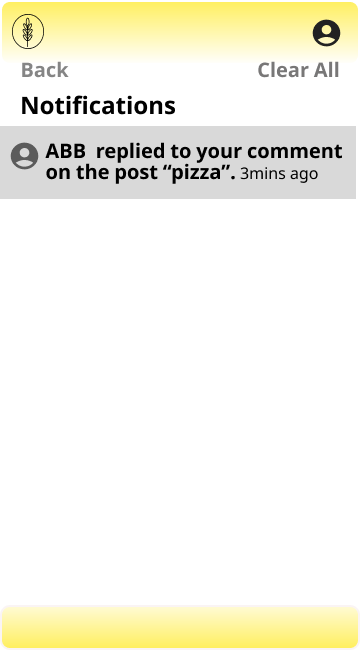 Back Clear All
Notifications
ABB  replied to your comment
on the post “pizza”. 3mins ago